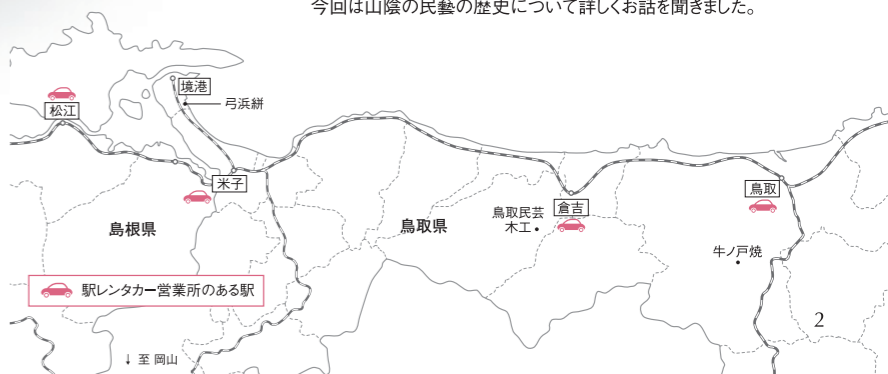 今回は山陰の民藝の歴史について詳しくお話を聞きました。
境港
弓浜絣
松江
米子
島根県
鳥取県
鳥取民芸
木工
倉吉
鳥取
牛ノ戸焼
駅レンタカー営業所のある駅
↓ 至 岡山
2